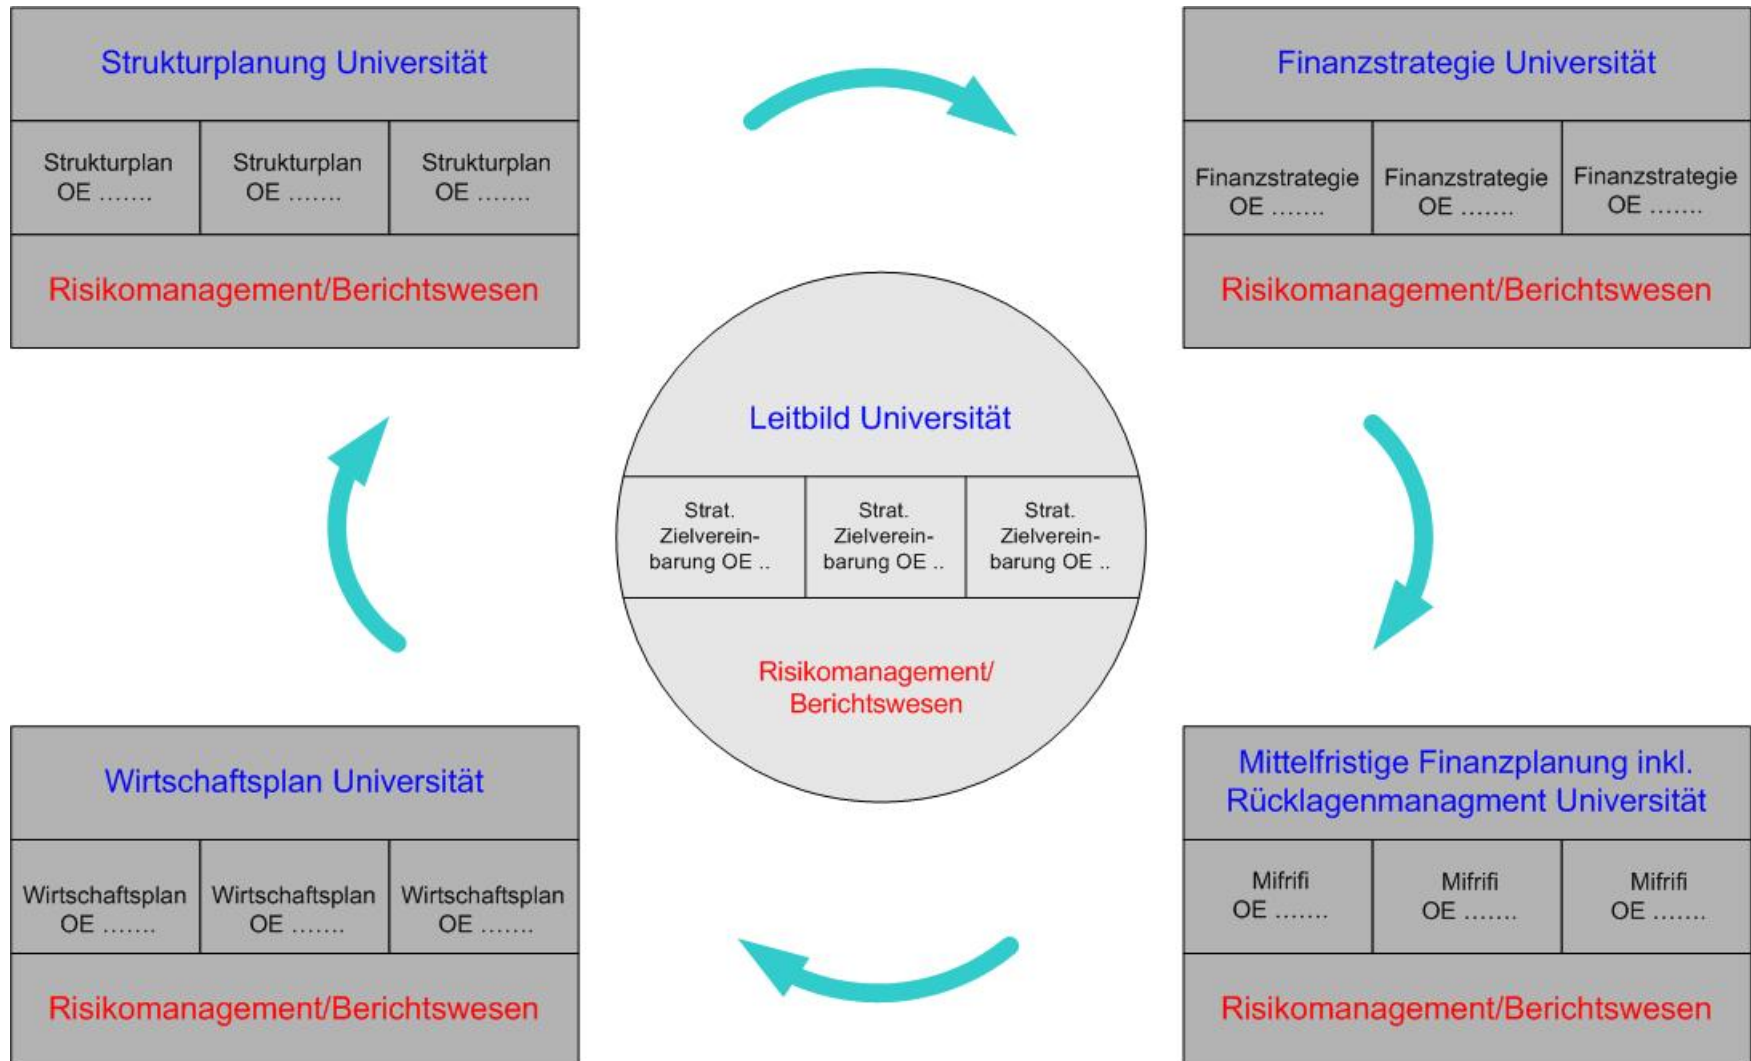 Strukturplanung Universität
Strukturplan
OE .......
Strukturplan
OE .......
Strukturplan
OE .......
Risikomanagement/Berichtswesen
Finanzstrategie Universität
Finanzstrategie
OE .......
Finanzstrategie
OE .......
Finanzstrategie
OE .......
Risikomanagement/Berichtswesen
Leitbild Universität
Strat.
Zielverein-
barung OE ..
Strat.
Zielverein-
barung OE ..
Strat.
Zielverein-
barung OE ..
Risikomanagement/
Berichtswesen
Wirtschaftsplan Universität
Wirtschaftsplan
OE .......
Wirtschaftsplan
OE .......
Wirtschaftsplan
OE .......
Risikomanagement/Berichtswesen
Mittelfristige Finanzplanung inkl.
Rücklagenmanagment Universität
Mifrifi
OE .......
Mifrifi
OE .......
Mifrifi
OE .......
Risikomanagement/Berichtswesen